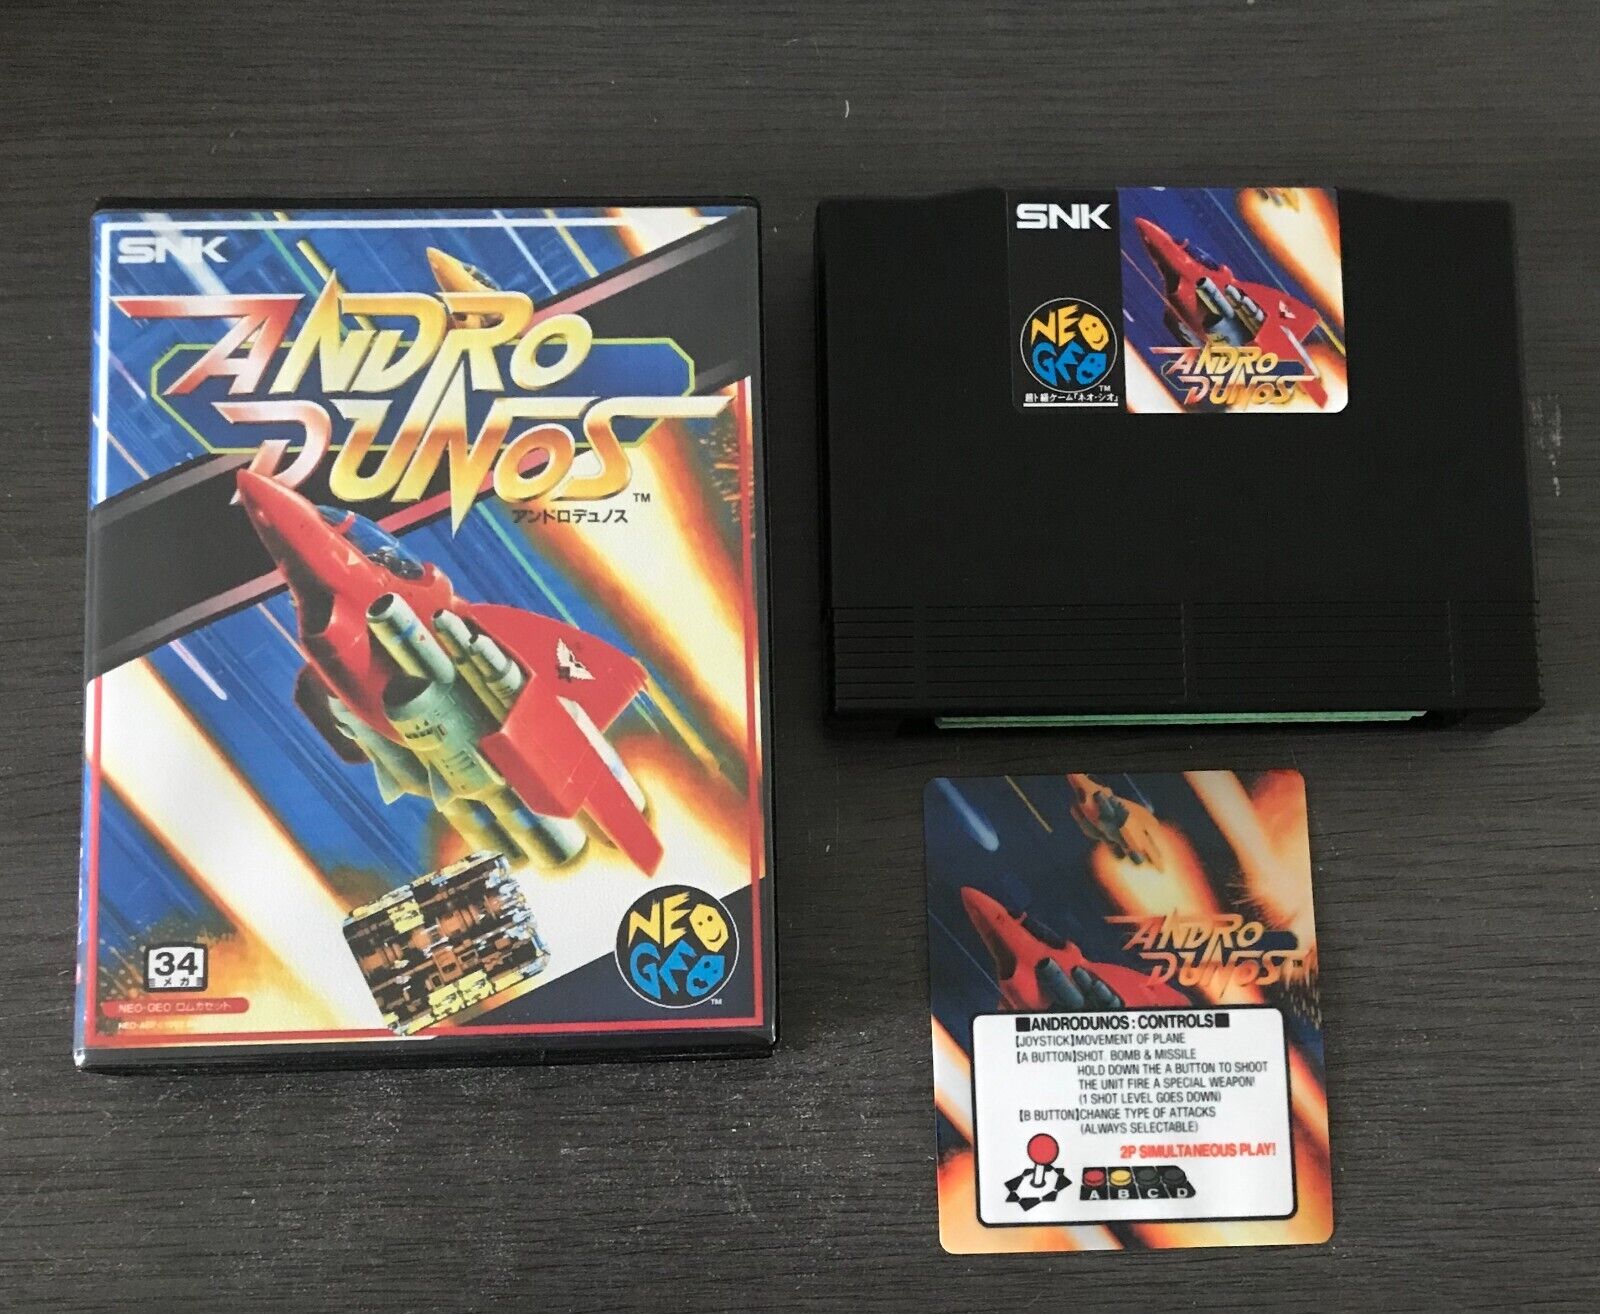 SNK
ANDRO
DUNOS
TM
アンドロデュノス
34
メガ
NEO·GEO ロムカセット
NEO GEO
TM
SNK
NEO GEO
TM
ANDRO
DUNOS
ANDRO
DUNOS
■ANDRODUNOS : CONTROLS■
[JOYSTICK]MOVEMENT OF PLANE
[A BUTTON]SHOT. BOMB & MISSILE
HOLD DOWN THE A BUTTON TO SHOOT
THE UNIT FIRE A SPECIAL WEAPON!
(1 SHOT LEVEL GOES DOWN)
[B BUTTON]CHANGE TYPE OF ATTACKS
(ALWAYS SELECTABLE)
2P SIMULTANEOUS PLAY!
A B C D